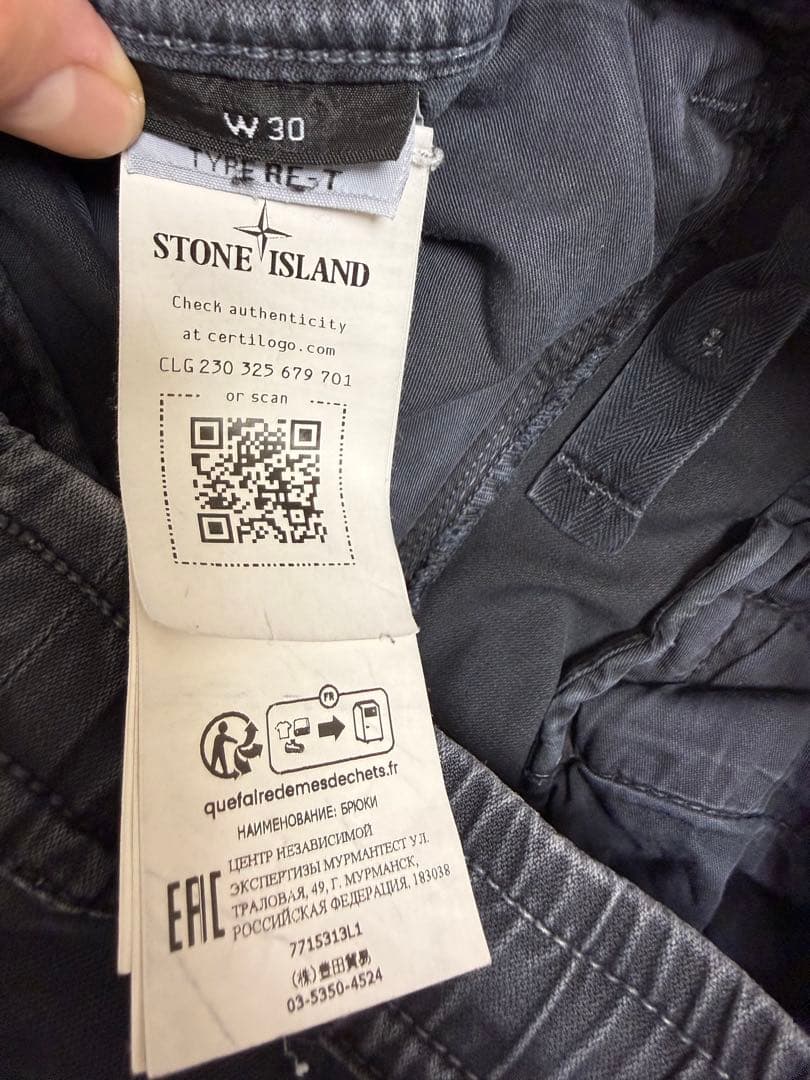 W 30
TYPE RE-T
STONE ISLAND
Check authenticity
at certilogo.com
CLG 230 325 679 701
or scan
FR
quefairedemesdechets.fr
НАИМЕНОВАНИЕ: БРЮКИ
EAC
ЦЕНТР НЕЗАВИСИМОЙ
ЭКСПЕРТИЗЫ МУРМАНТЕСТ УЛ.
ТРАЛОВАЯ, 49, Г. МУРМАНСК,
РОССИЙСКАЯ ФЕДЕРАЦИЯ, 183038
7715313L1
(株)豊田貿易
03-5350-4524